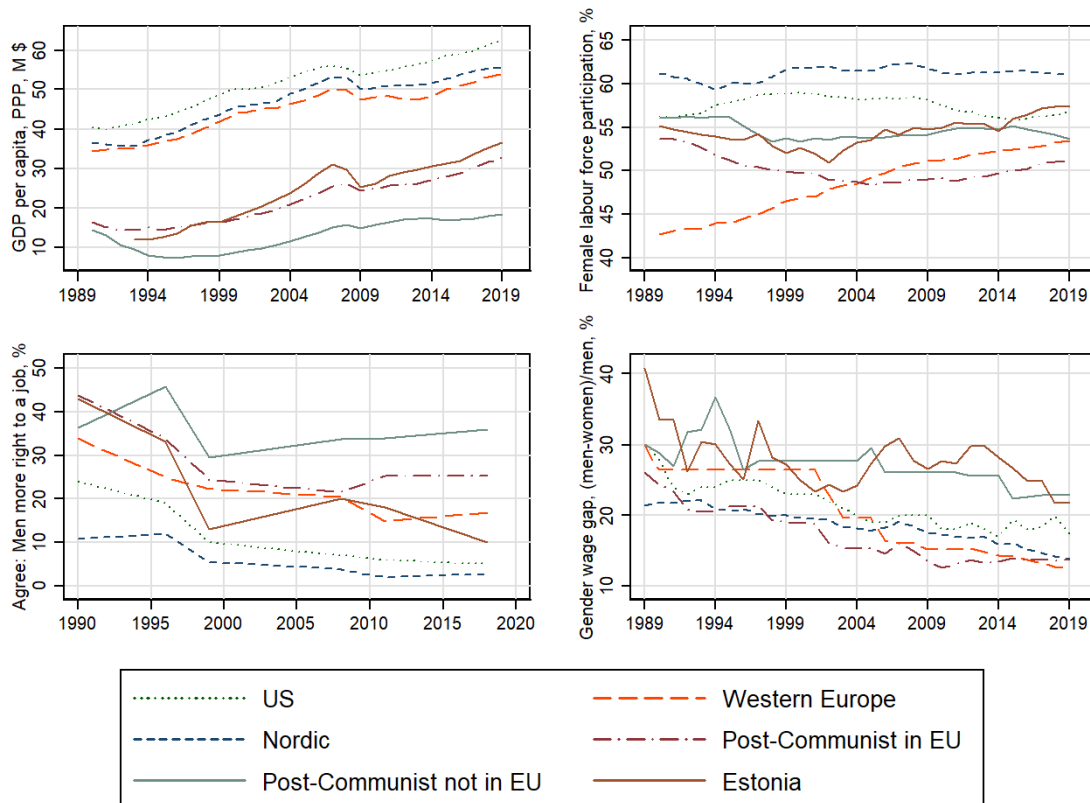 GDP per capita, PPP, M $
60
50
40
30
20
10
1989 1994 1999 2004 2009 2014 2019
Female labour force participation, %
65
60
55
50
45
40
1989 1994 1999 2004 2009 2014 2019
Agree: Men more right to a job, %
50
40
30
20
10
0
1990 1995 2000 2005 2010 2015 2020
Gender wage gap, (men-women)/men, %
40
30
20
10
1989 1994 1999 2004 2009 2014 2019
US Western Europe
Nordic Post-Communist in EU
Post-Communist not in EU Estonia